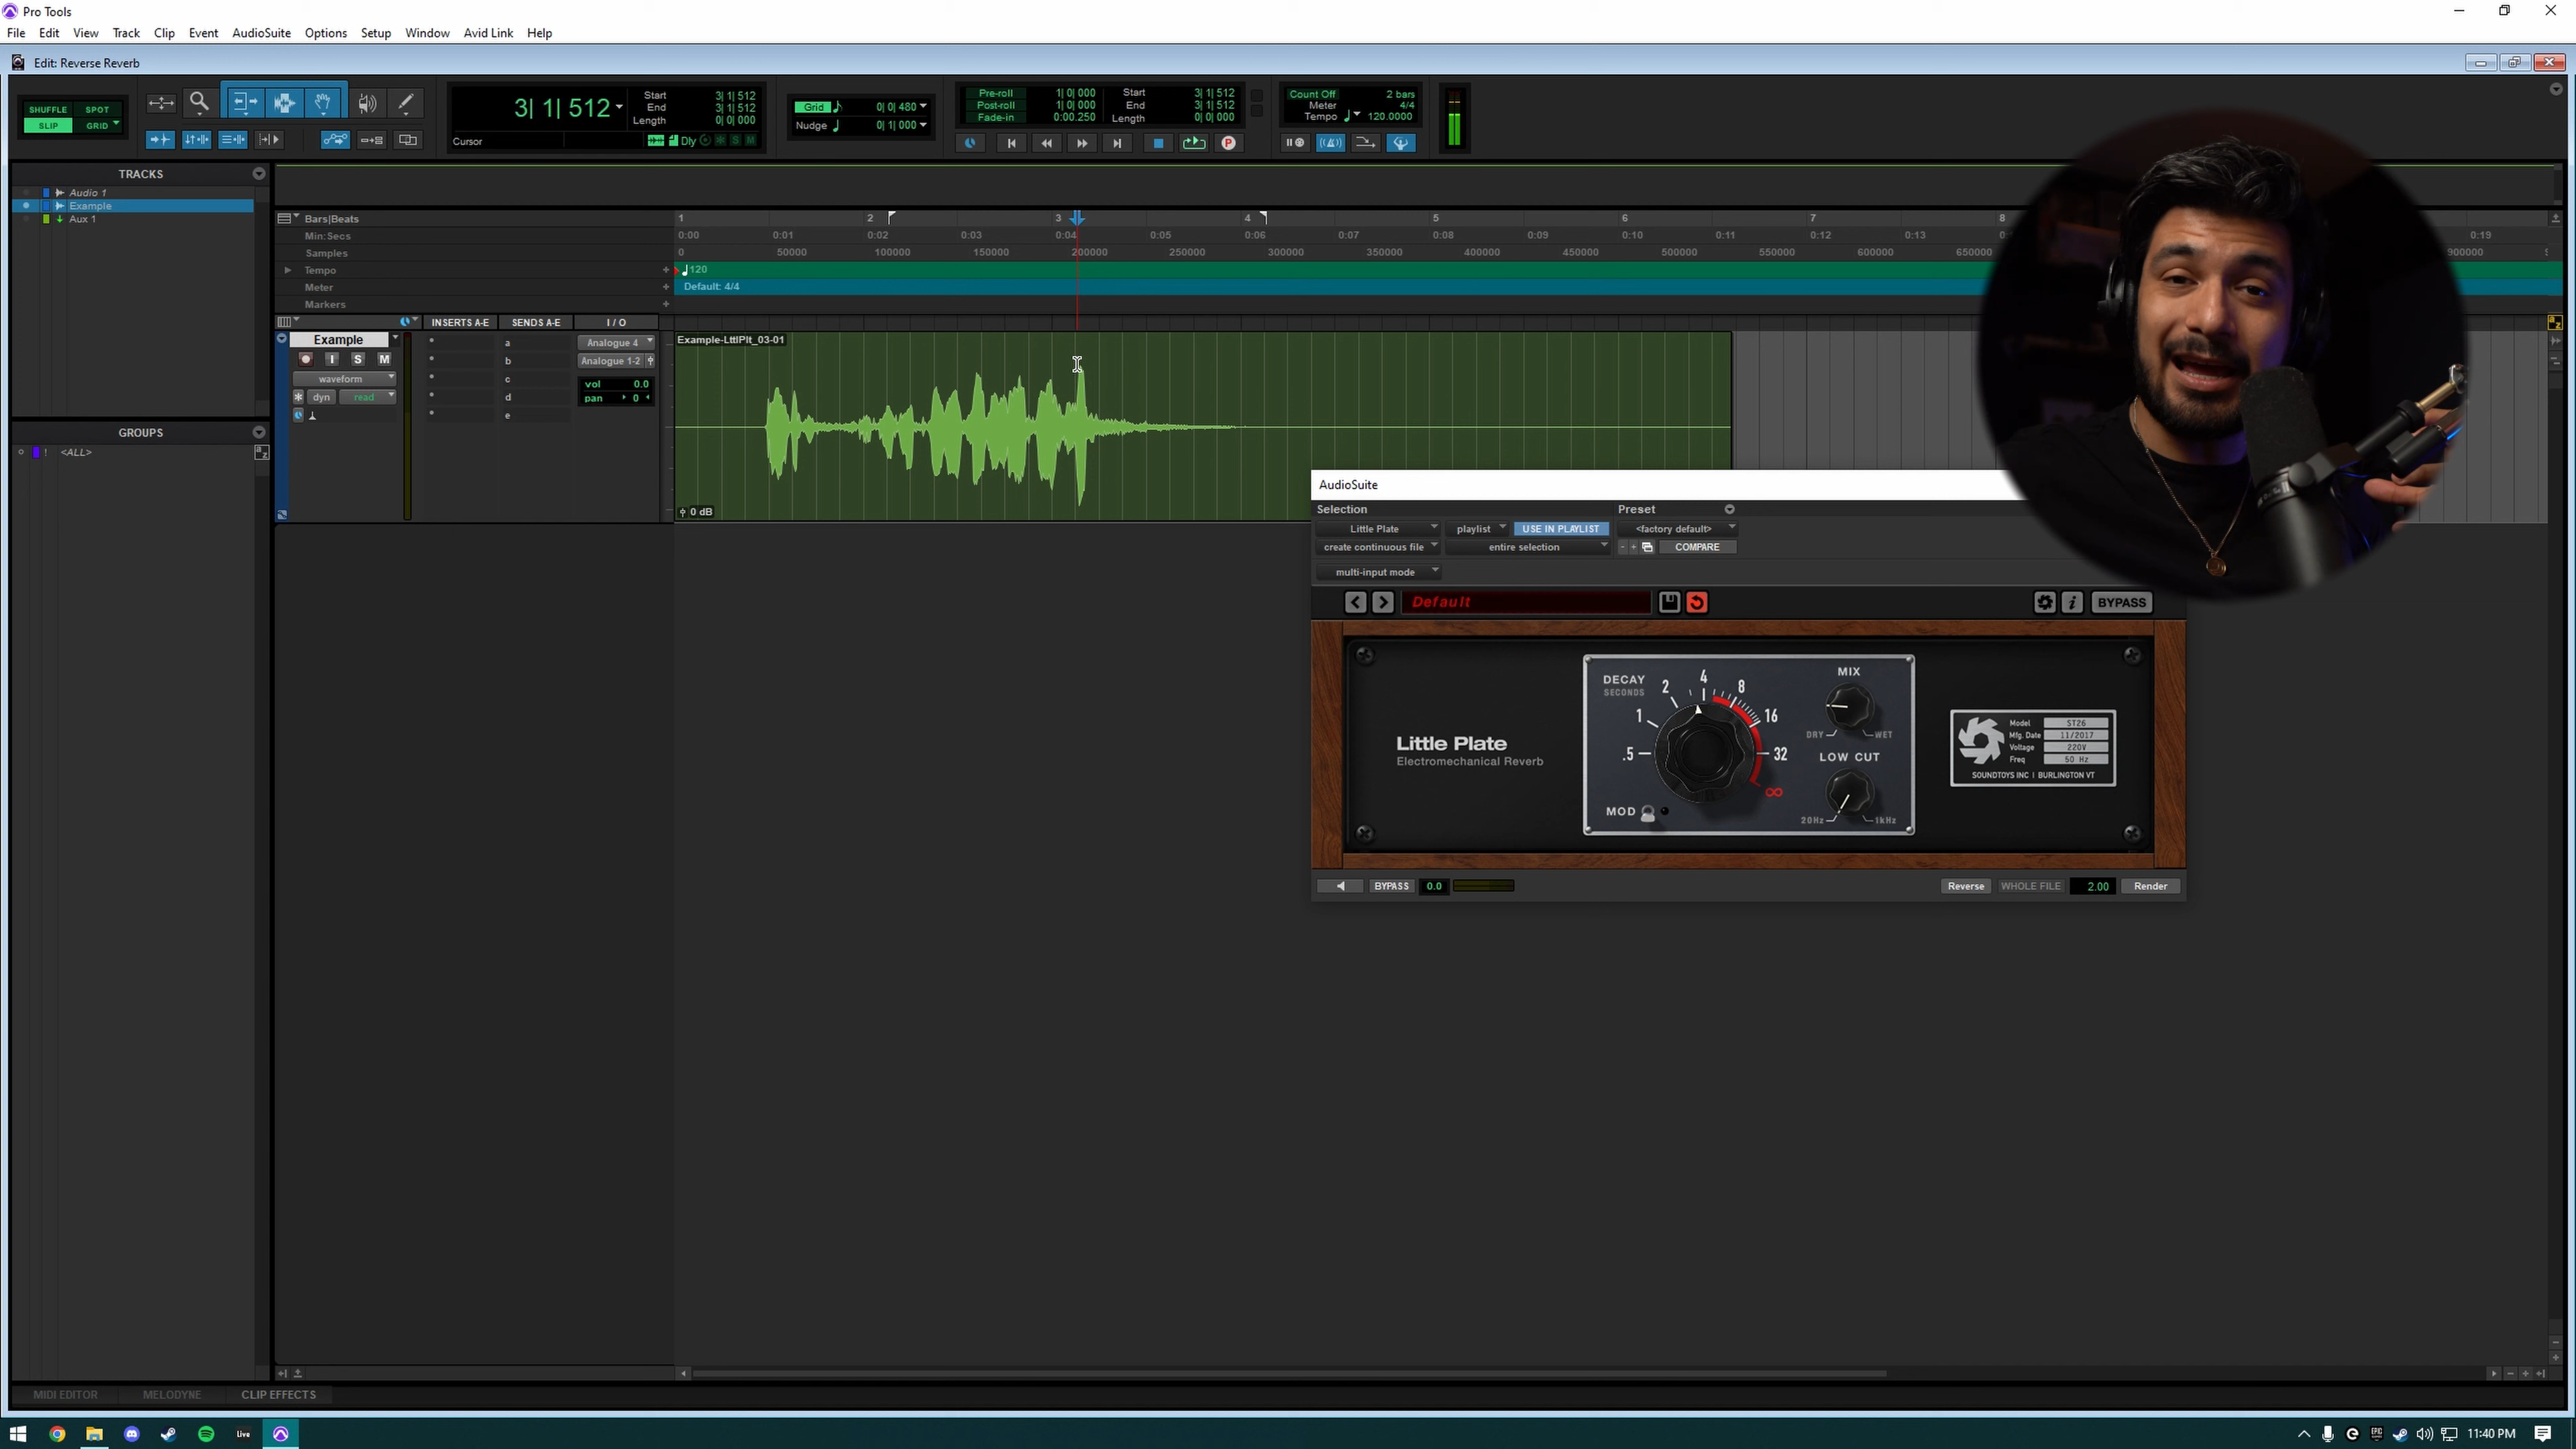 Pro Tools
File Edit View Track Clip Event AudioSuite Options Setup Window Avid Link Help
Edit: Reverse Reverb
SHUFFLE SPOT
SLIP GRID
3| 1| 512
Start 3| 1| 512
End 3| 1| 512
Length 0| 0| 000
Cursor
Dly S M
Grid 0| 0| 480
Nudge 0| 1| 000
Pre-roll 1| 0| 000
Post-roll 1| 0| 000
Fade-in 0:00.250
Start 3| 1| 512
End 3| 1| 512
Length 0| 0| 000
P
Count Off 2 bars
Meter 4/4
Tempo 120.0000
TRACKS
Audio 1
Example
Aux 1
GROUPS
! <ALL>
a z
Bars|Beats 1 2 3 4 5 6 7 8
Min:Secs 0:00 0:01 0:02 0:03 0:04 0:05 0:06 0:07 0:08 0:09 0:10 0:11 0:12 0:13 0:19
Samples 0 50000 100000 150000 200000 250000 300000 350000 400000 450000 500000 550000 600000 650000 900000
Tempo 120
Meter Default: 4/4
Markers
INSERTS A-E SENDS A-E I / O
Example
I S M
waveform
dyn read
a
b
c
d
e
Analogue 4
Analogue 1-2
vol 0.0
pan 0
Example-LttlPlt_03-01
0 dB
AudioSuite
Selection Preset
Little Plate playlist USE IN PLAYLIST <factory default>
create continuous file entire selection - + COMPARE
multi-input mode
Default
i BYPASS
Little Plate
Electromechanical Reverb
DECAY
SECONDS
.5 1 2 4 8 16 32 ∞
MOD
MIX
DRY WET
LOW CUT
20Hz 1kHz
Model ST26
Mfg. Date 11/2017
Voltage 220V
Freq 50 Hz
SOUNDTOYS INC | BURLINGTON VT
BYPASS 0.0
Reverse WHOLE FILE 2.00 Render
MIDI EDITOR MELODYNE CLIP EFFECTS
live
EPIC
11:40 PM